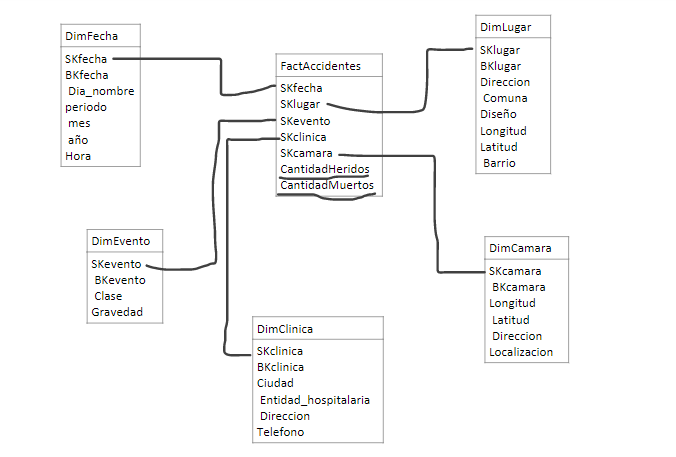 DimFecha
SKfecha
BKfecha
Dia_nombre
periodo
mes
año
Hora
FactAccidentes
SKfecha
SKlugar
SKevento
SKclinica
SKcamara
CantidadHeridos
CantidadMuertos
DimLugar
SKlugar
BKlugar
Direccion
Comuna
Diseño
Longitud
Latitud
Barrio
DimEvento
SKevento
BKevento
Clase
Gravedad
DimClinica
SKclinica
BKclinica
Ciudad
Entidad_hospitalaria
Direccion
Telefono
DimCamara
SKcamara
BKcamara
Longitud
Latitud
Direccion
Localizacion